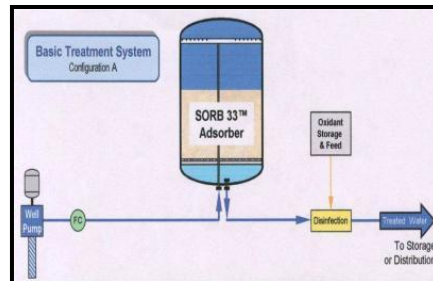 Basic Treatment System
Configuration A
SORB 33™
Adsorber
Oxidant
Storage
& Feed
Well
Pump
FC
Disinfection
Treated Water
To Storage
or Distribution